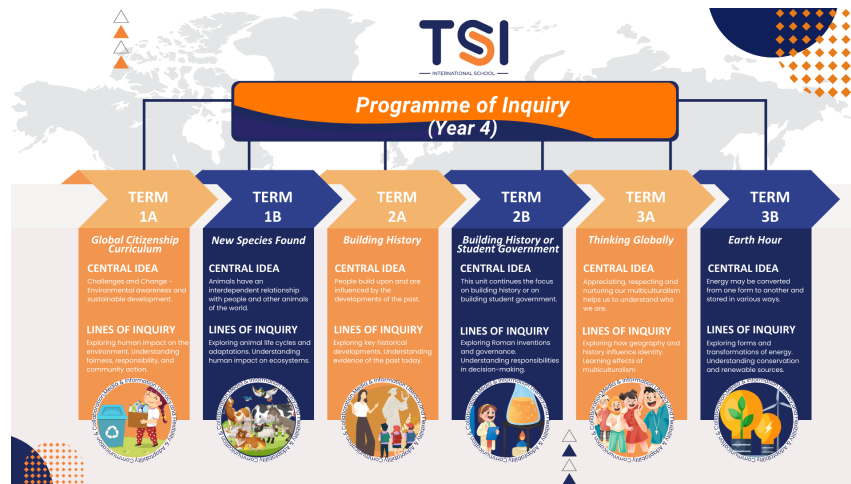 TSI
INTERNATIONAL SCHOOL
Programme of Inquiry
(Year 4)
TERM
1A
Global Citizenship
Curriculum
CENTRAL IDEA
Challenges and Change -
Environmental awareness and
sustainable development.
LINES OF INQUIRY
Exploring human impact on the
environment. Understanding
fairness, responsibility, and
community action.
TERM
1B
New Species Found
CENTRAL IDEA
Animals have an
interdependent relationship
with people and other animals
of the world.
LINES OF INQUIRY
Exploring animal life cycles and
adaptations. Understanding
human impact on ecosystems.
TERM
2A
Building History
CENTRAL IDEA
People build upon and are
influenced by the
developments of the past.
LINES OF INQUIRY
Exploring key historical
developments. Understanding
evidence of the past today.
TERM
2B
Building History or
Student Government
CENTRAL IDEA
This unit continues the focus
on building history or on
building student government.
LINES OF INQUIRY
Exploring Roman inventions
and governance.
Understanding responsibilities
in decision-making.
TERM
3A
Thinking Globally
CENTRAL IDEA
Appreciating, respecting and
nurturing our multiculturalism
helps us to understand who
we are.
LINES OF INQUIRY
Exploring how geography and
history influence identity.
Learning effects of
multiculturalism
TERM
3B
Earth Hour
CENTRAL IDEA
Energy may be converted
from one form to another and
stored in various ways.
LINES OF INQUIRY
Exploring forms and
transformations of energy.
Understanding conservation
and renewable sources.